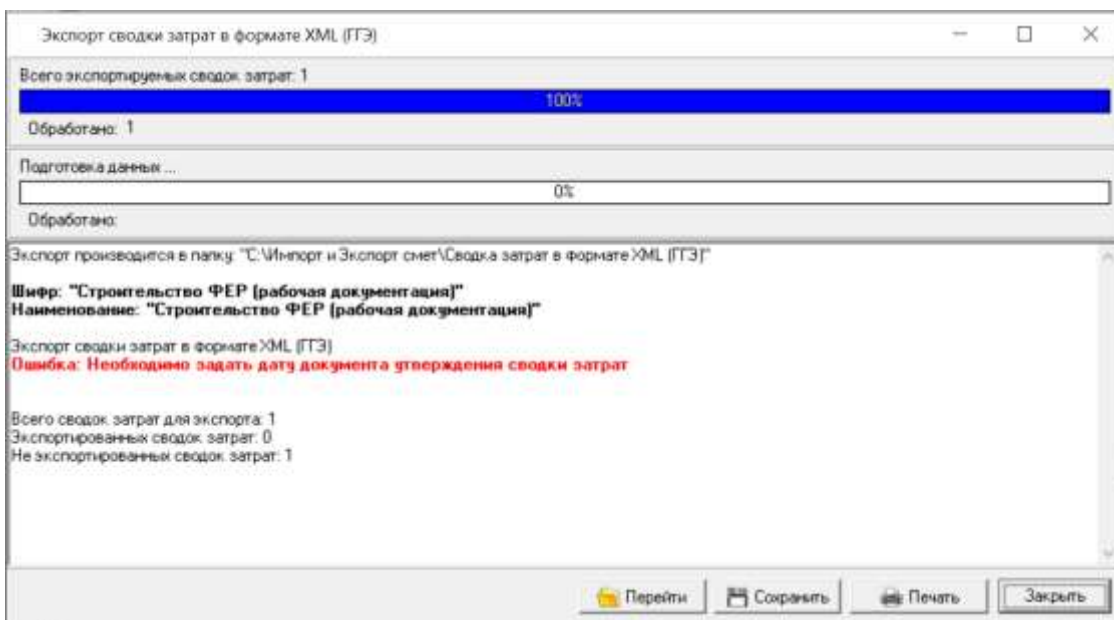 Экспорт сводки затрат в формате XML (ГГЭ)
Всего экспортируемых сводок затрат: 1
100%
Обработано: 1
Подготовка данных ...
0%
Обработано:
Экспорт производится в папку: "C:\Импорт и Экспорт смет\Сводка затрат в формате XML (ГГЭ)"
Шифр: "Строительство ФЕР (рабочая документация)"
Наименование: "Строительство ФЕР (рабочая документация)"
Экспорт сводки затрат в формате XML (ГГЭ)
Ошибка: Необходимо задать дату документа утверждения сводки затрат
Всего сводок затрат для экспорта: 1
Экспортированных сводок затрат: 0
Не экспортированных сводок затрат: 1
Перейти Сохранить Печать Закрыть